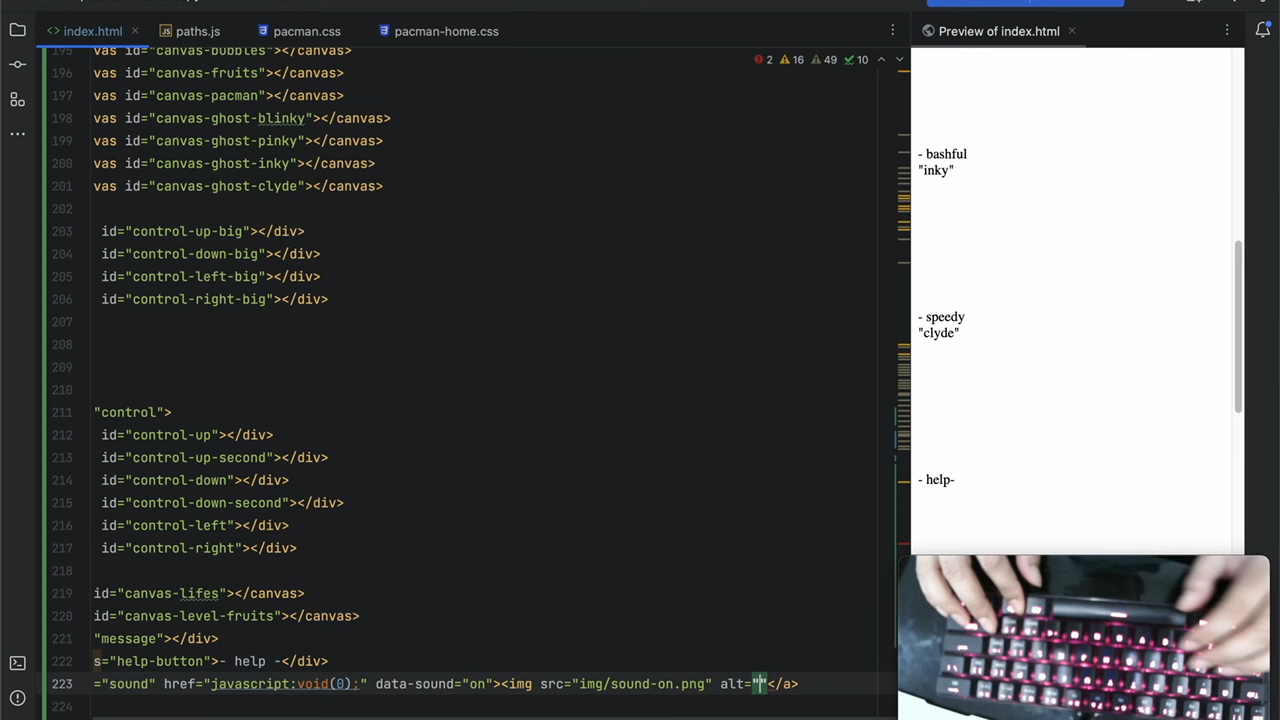 index.html
paths.js
pacman.css
pacman-home.css
Preview of index.html
2 16 49 10
195 vas id="canvas-bubbles"></canvas>
196 vas id="canvas-fruits"></canvas>
197 vas id="canvas-pacman"></canvas>
198 vas id="canvas-ghost-blinky"></canvas>
199 vas id="canvas-ghost-pinky"></canvas>
200 vas id="canvas-ghost-inky"></canvas>
201 vas id="canvas-ghost-clyde"></canvas>
202
203 id="control-up-big"></div>
204 id="control-down-big"></div>
205 id="control-left-big"></div>
206 id="control-right-big"></div>
207
208
209
210
211 "control">
212 id="control-up"></div>
213 id="control-up-second"></div>
214 id="control-down"></div>
215 id="control-down-second"></div>
216 id="control-left"></div>
217 id="control-right"></div>
218
219 id="canvas-lifes"></canvas>
220 id="canvas-level-fruits"></canvas>
221 "message"></div>
222 s="help-button">- help -</div>
223 ="sound" href="javascript:void(0);" data-sound="on"><img src="img/sound-on.png" alt=""</a>
224
- bashful
"inky"
- speedy
"clyde"
- help-